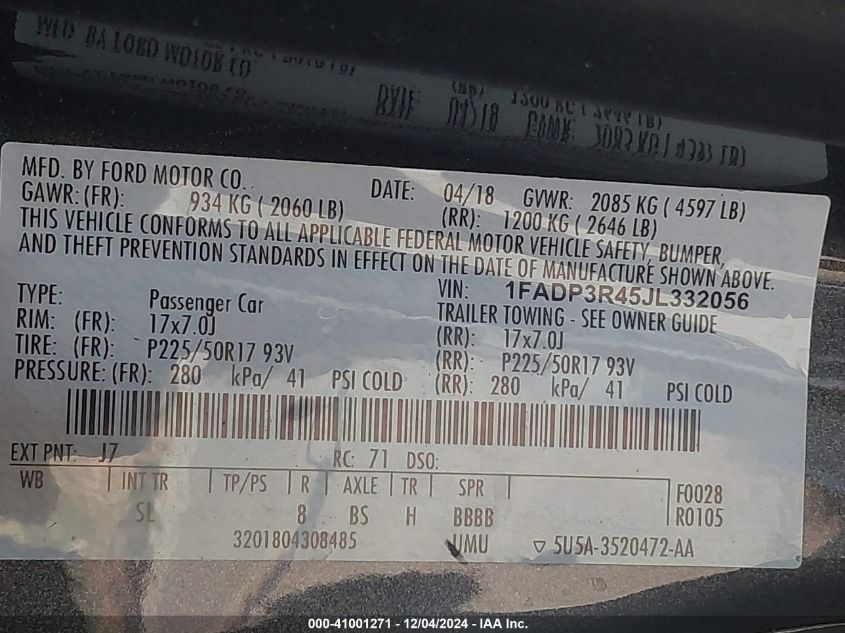 MFD. BY FORD MOTOR CO.
DATE: 04/18 GVWR: 2085 KG ( 4597 LB)
GAWR: (FR): 934 KG ( 2060 LB) (RR): 1200 KG ( 2646 LB)
THIS VEHICLE CONFORMS TO ALL APPLICABLE FEDERAL MOTOR VEHICLE SAFETY, BUMPER,
AND THEFT PREVENTION STANDARDS IN EFFECT ON THE DATE OF MANUFACTURE SHOWN ABOVE.
VIN: 1FADP3R45JL332056
TYPE: Passenger Car TRAILER TOWING - SEE OWNER GUIDE
RIM: (FR): 17x7.0J (RR): 17x7.0J
TIRE: (FR): P225/50R17 93V (RR): P225/50R17 93V
PRESSURE: (FR): 280 kPa/ 41 PSI COLD (RR): 280 kPa/ 41 PSI COLD
EXT PNT: J7 RC: 71 DSO:
WB INT TR TP/PS R AXLE TR SPR F0028
SL 8 BS H BBBB R0105
3201804308485 UMU 5U5A-3520472-AA
000-41001271 - 12/04/2024 - IAA Inc.